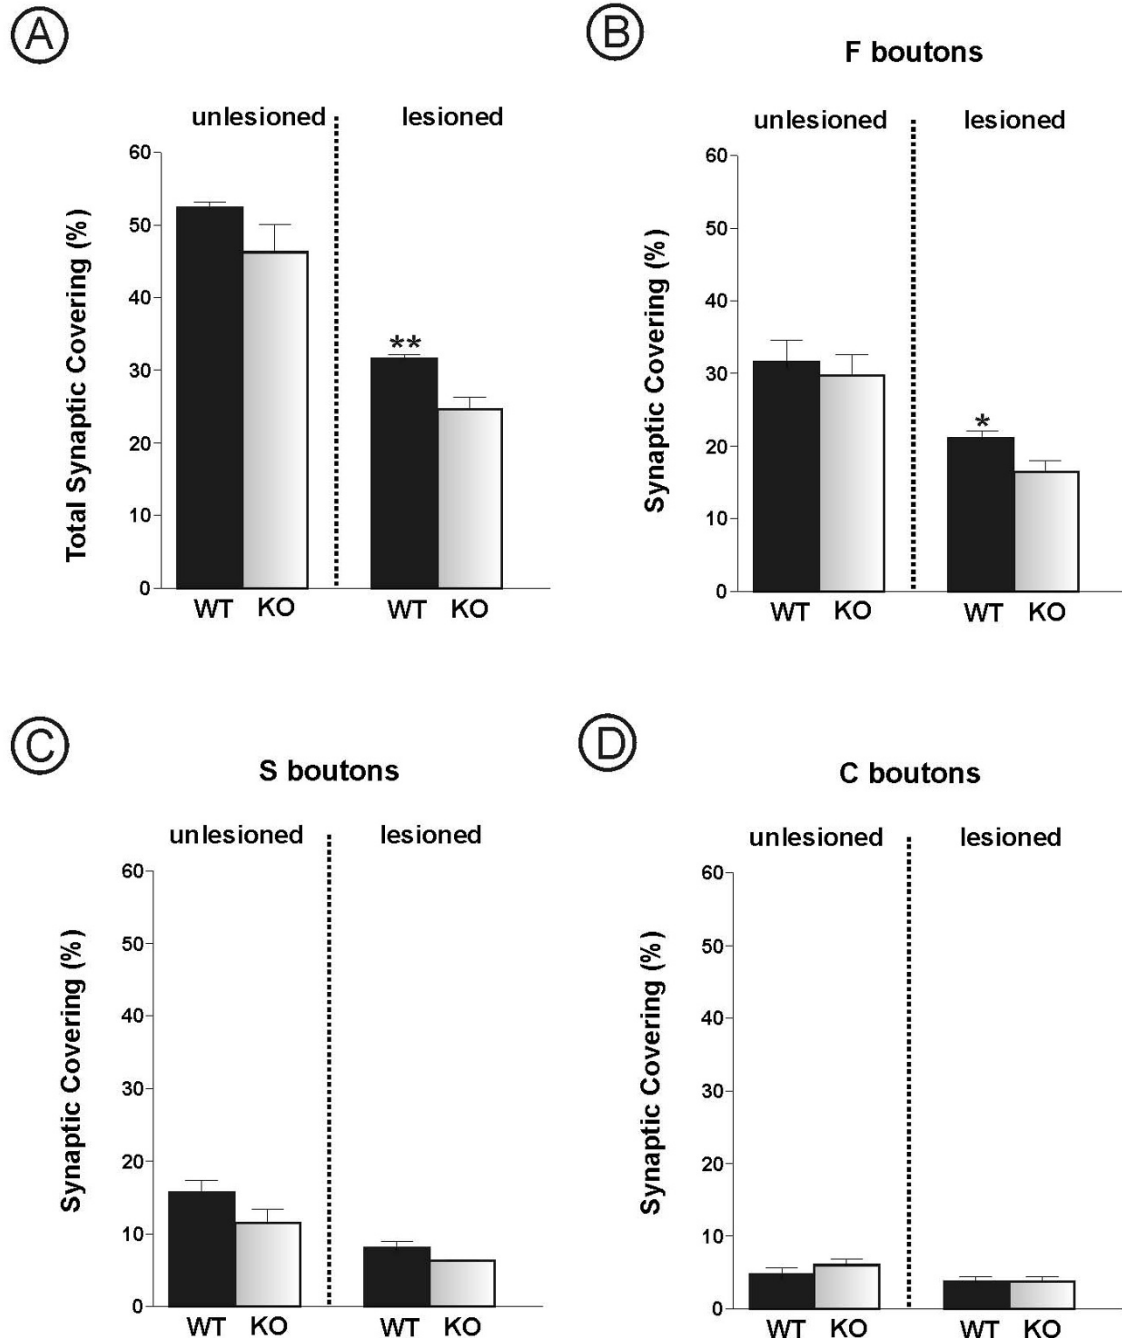 A
unlesioned
lesioned
Total Synaptic Covering (%)
60
50
40
30
20
10
0
**
WT
KO
WT
KO
B
F boutons
unlesioned
lesioned
Synaptic Covering (%)
60
50
40
30
20
10
0
*
WT
KO
WT
KO
C
S boutons
unlesioned
lesioned
Synaptic Covering (%)
60
50
40
30
20
10
0
WT
KO
WT
KO
D
C boutons
unlesioned
lesioned
Synaptic Covering (%)
60
50
40
30
20
10
0
WT
KO
WT
KO